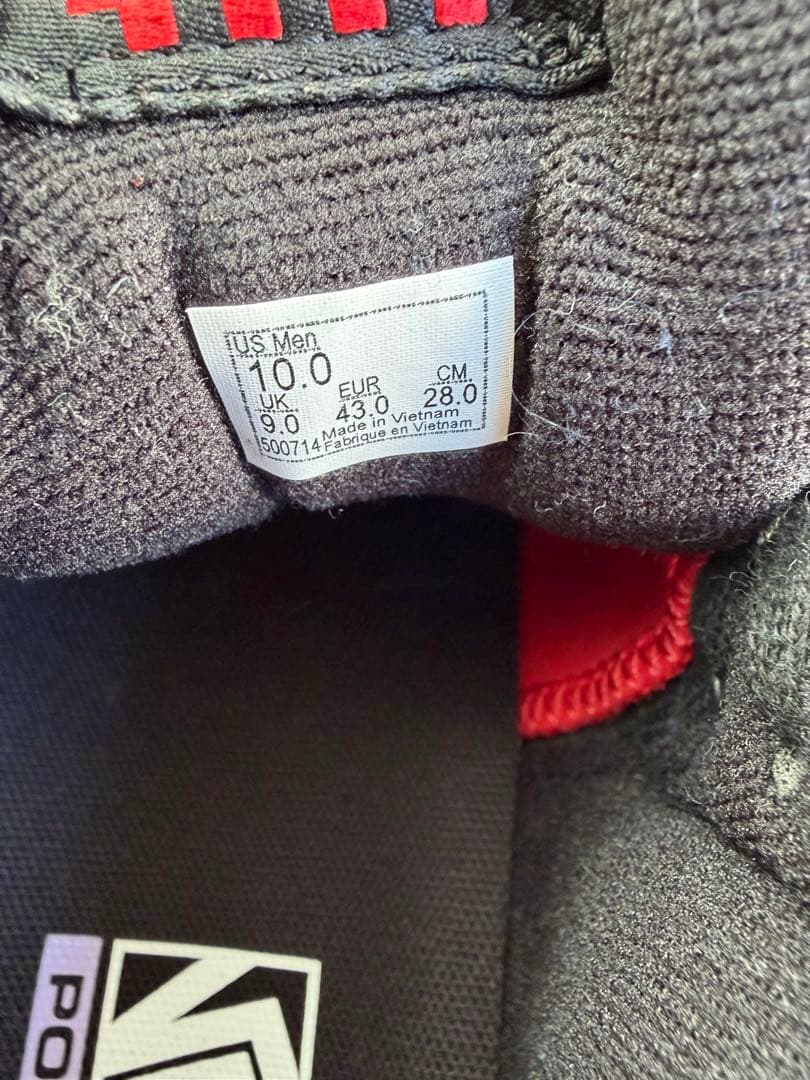 US Men
10.0
UK EUR CM
9.0 43.0 28.0
Made in Vietnam
500714 Fabrique en Vietnam
PO